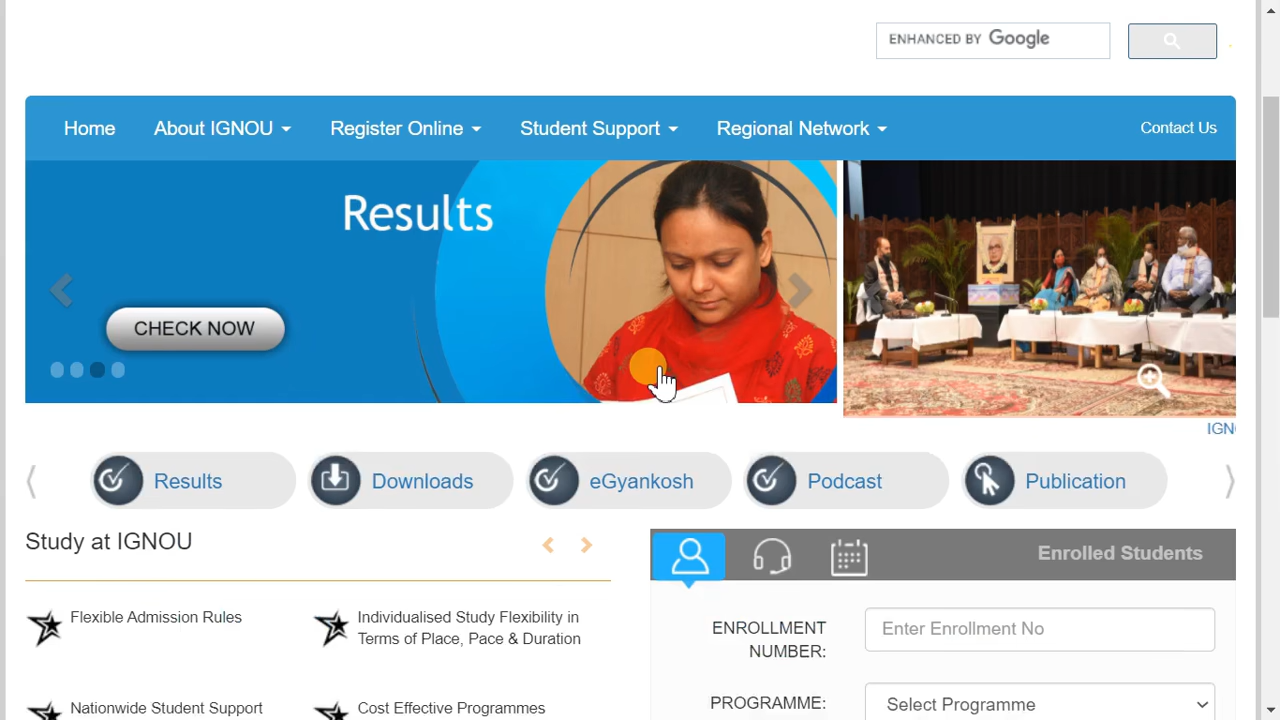 ENHANCED BY Google
Home
About IGNOU
Register Online
Student Support
Regional Network
Contact Us
Results
CHECK NOW
IGN
Results
Downloads
eGyankosh
Podcast
Publication
Study at IGNOU
Enrolled Students
Flexible Admission Rules
Individualised Study Flexibility in
Terms of Place, Pace & Duration
Nationwide Student Support
Cost Effective Programmes
ENROLLMENT
NUMBER:
Enter Enrollment No
PROGRAMME:
Select Programme